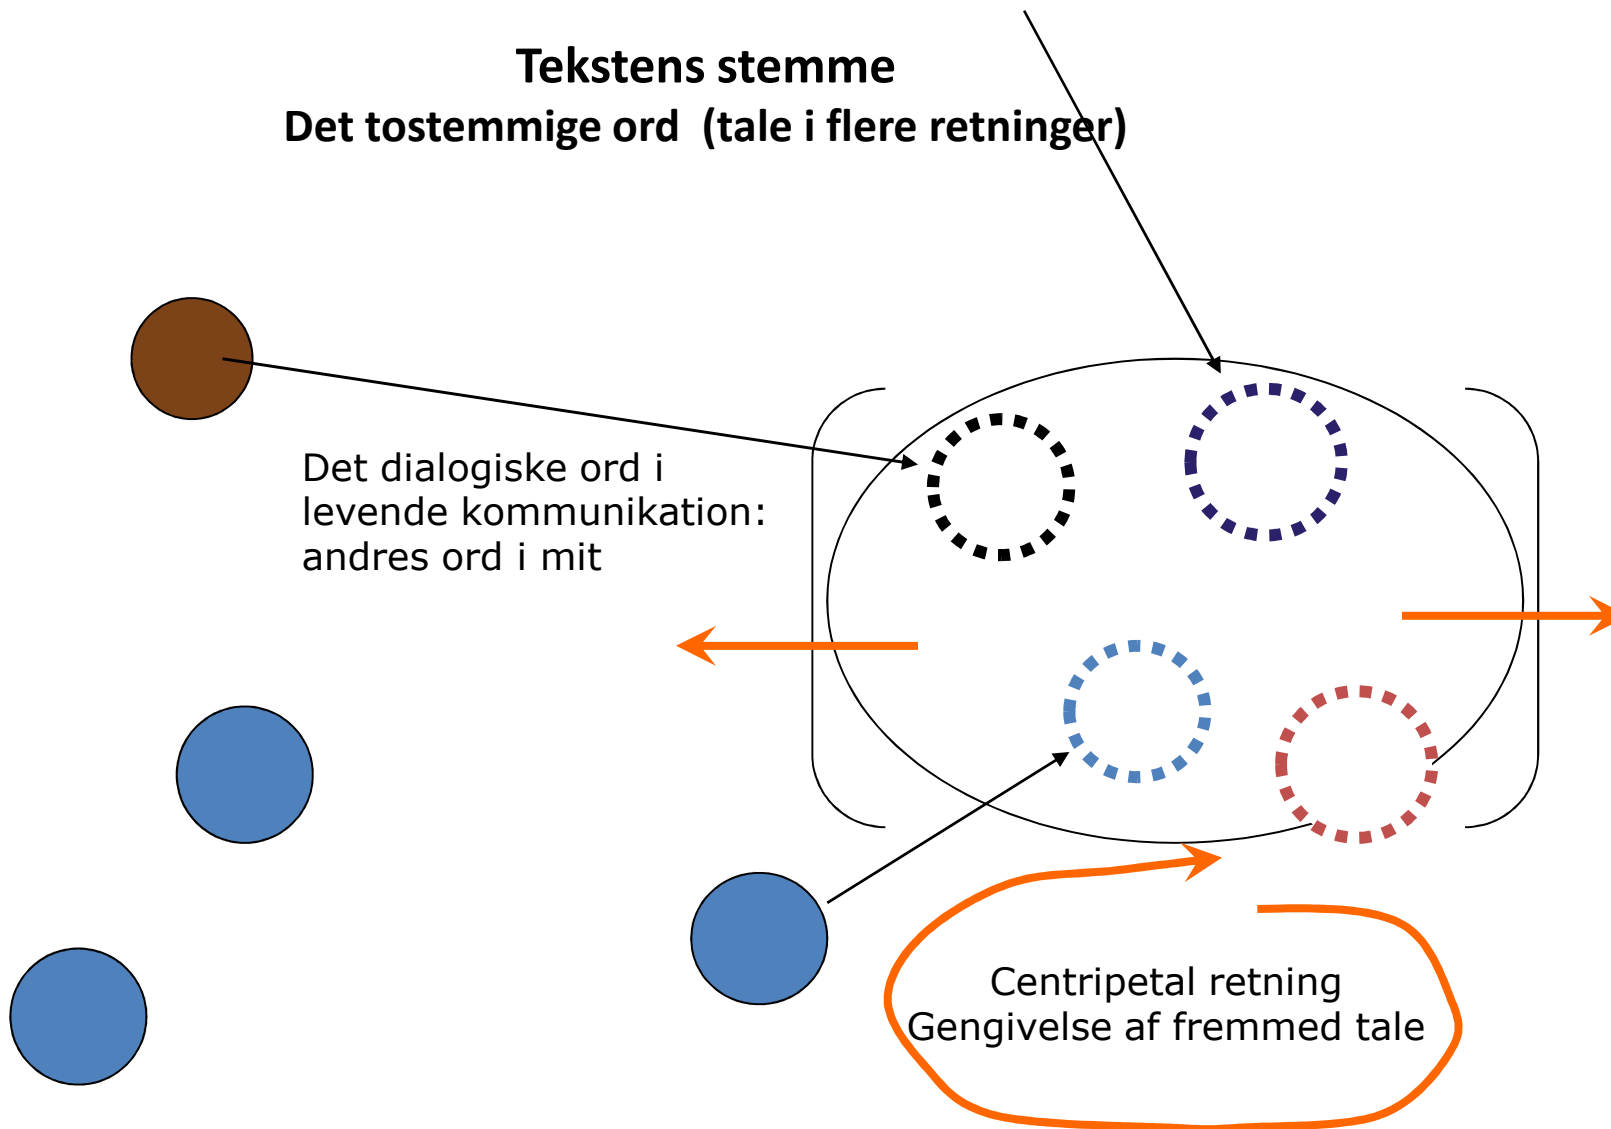 Tekstens stemme
Det tostemmige ord  (tale i flere retninger)
Det dialogiske ord i
levende kommunikation:
andres ord i mit
Centripetal retning
Gengivelse af fremmed tale